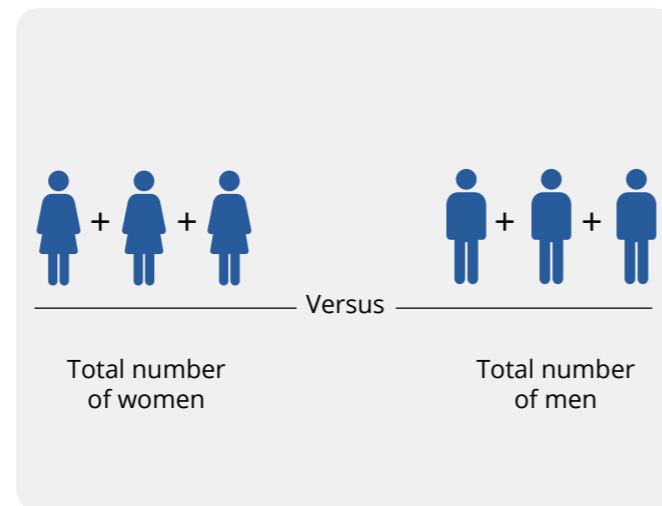 + + + +
Versus
Total number
of women
Total number
of men